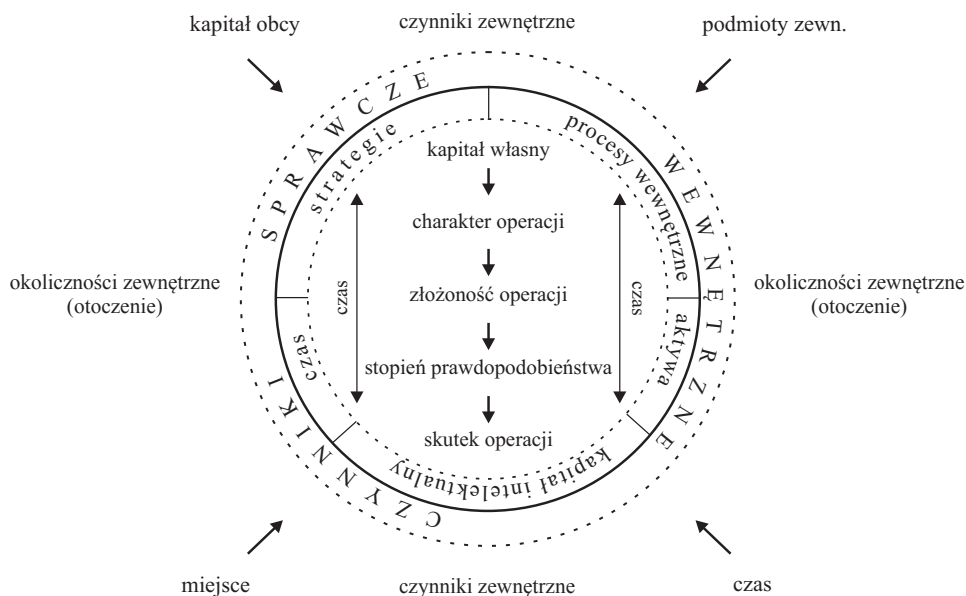 kapitał obcy
czynniki zewnętrzne
podmioty zewn.
CZYNNIKI SPRAWCZE WEWNĘTRZNE
strategie
procesy wewnętrzne
kapitał własny
charakter operacji
okoliczności zewnętrzne
(otoczenie)
czas
złożoność operacji
czas
okoliczności zewnętrzne
(otoczenie)
czas
aktywa
stopień prawdopodobieństwa
skutek operacji
kapitał intelektualny
miejsce
czynniki zewnętrzne
czas